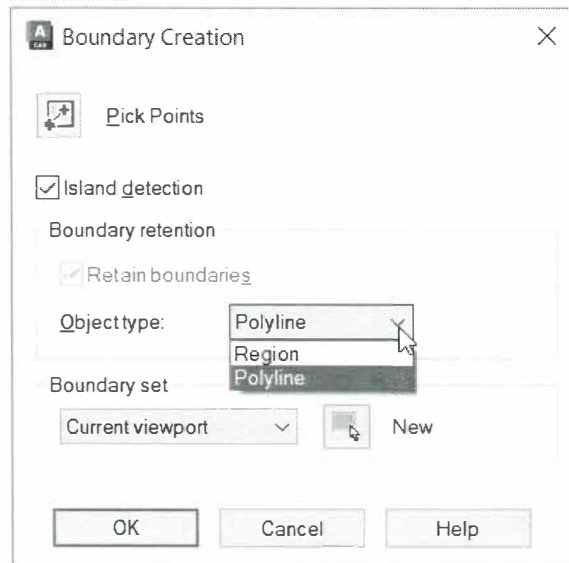 A
CAD
Boundary Creation
Pick Points
Island detection
Boundary retention
Retain boundaries
Object type:
Polyline
Region
Polyline
Boundary set
Current viewport
New
OK
Cancel
Help